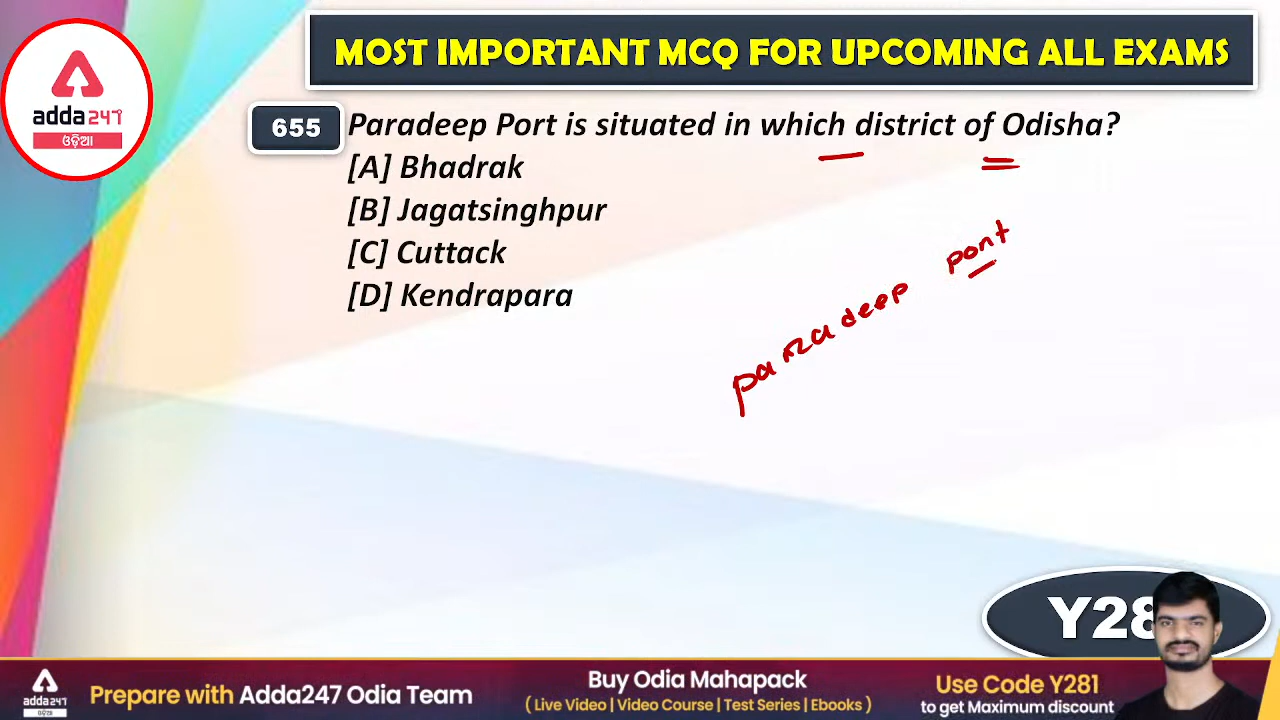 MOST IMPORTANT MCQ FOR UPCOMING ALL EXAMS
adda247
ଓଡ଼ିଆ
655 Paradeep Port is situated in which district of Odisha?
[A] Bhadrak
[B] Jagatsinghpur
[C] Cuttack
[D] Kendrapara
paradeep port
Y28
adda247
ଓଡ଼ିଆ
Prepare with Adda247 Odia Team
Buy Odia Mahapack
( Live Video | Video Course | Test Series | Ebooks )
Use Code Y281
to get Maximum discount